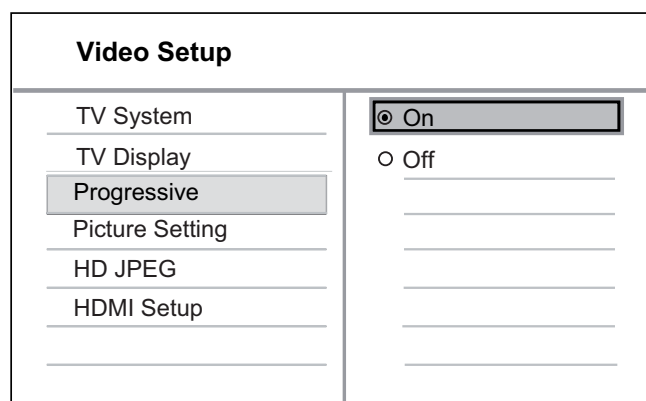 Video Setup
TV System
TV Display
Progressive
Picture Setting
HD JPEG
HDMI Setup
On
Off